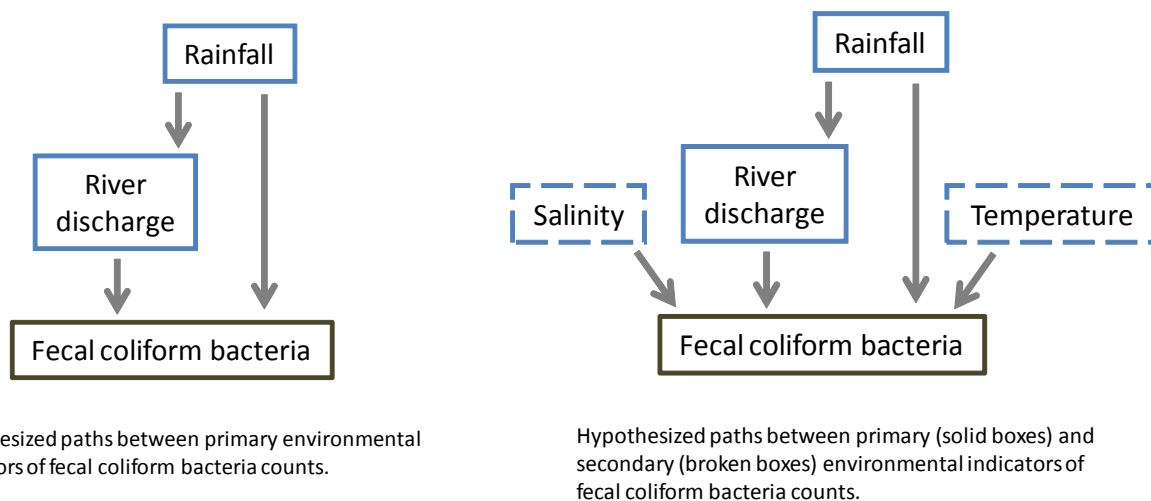 Rainfall
River
discharge
Fecal coliform bacteria
esized paths between primary environmental
ors of fecal coliform bacteria counts.
Rainfall
River
discharge
Salinity
Temperature
Fecal coliform bacteria
Hypothesized paths between primary (solid boxes) and
secondary (broken boxes) environmental indicators of
fecal coliform bacteria counts.